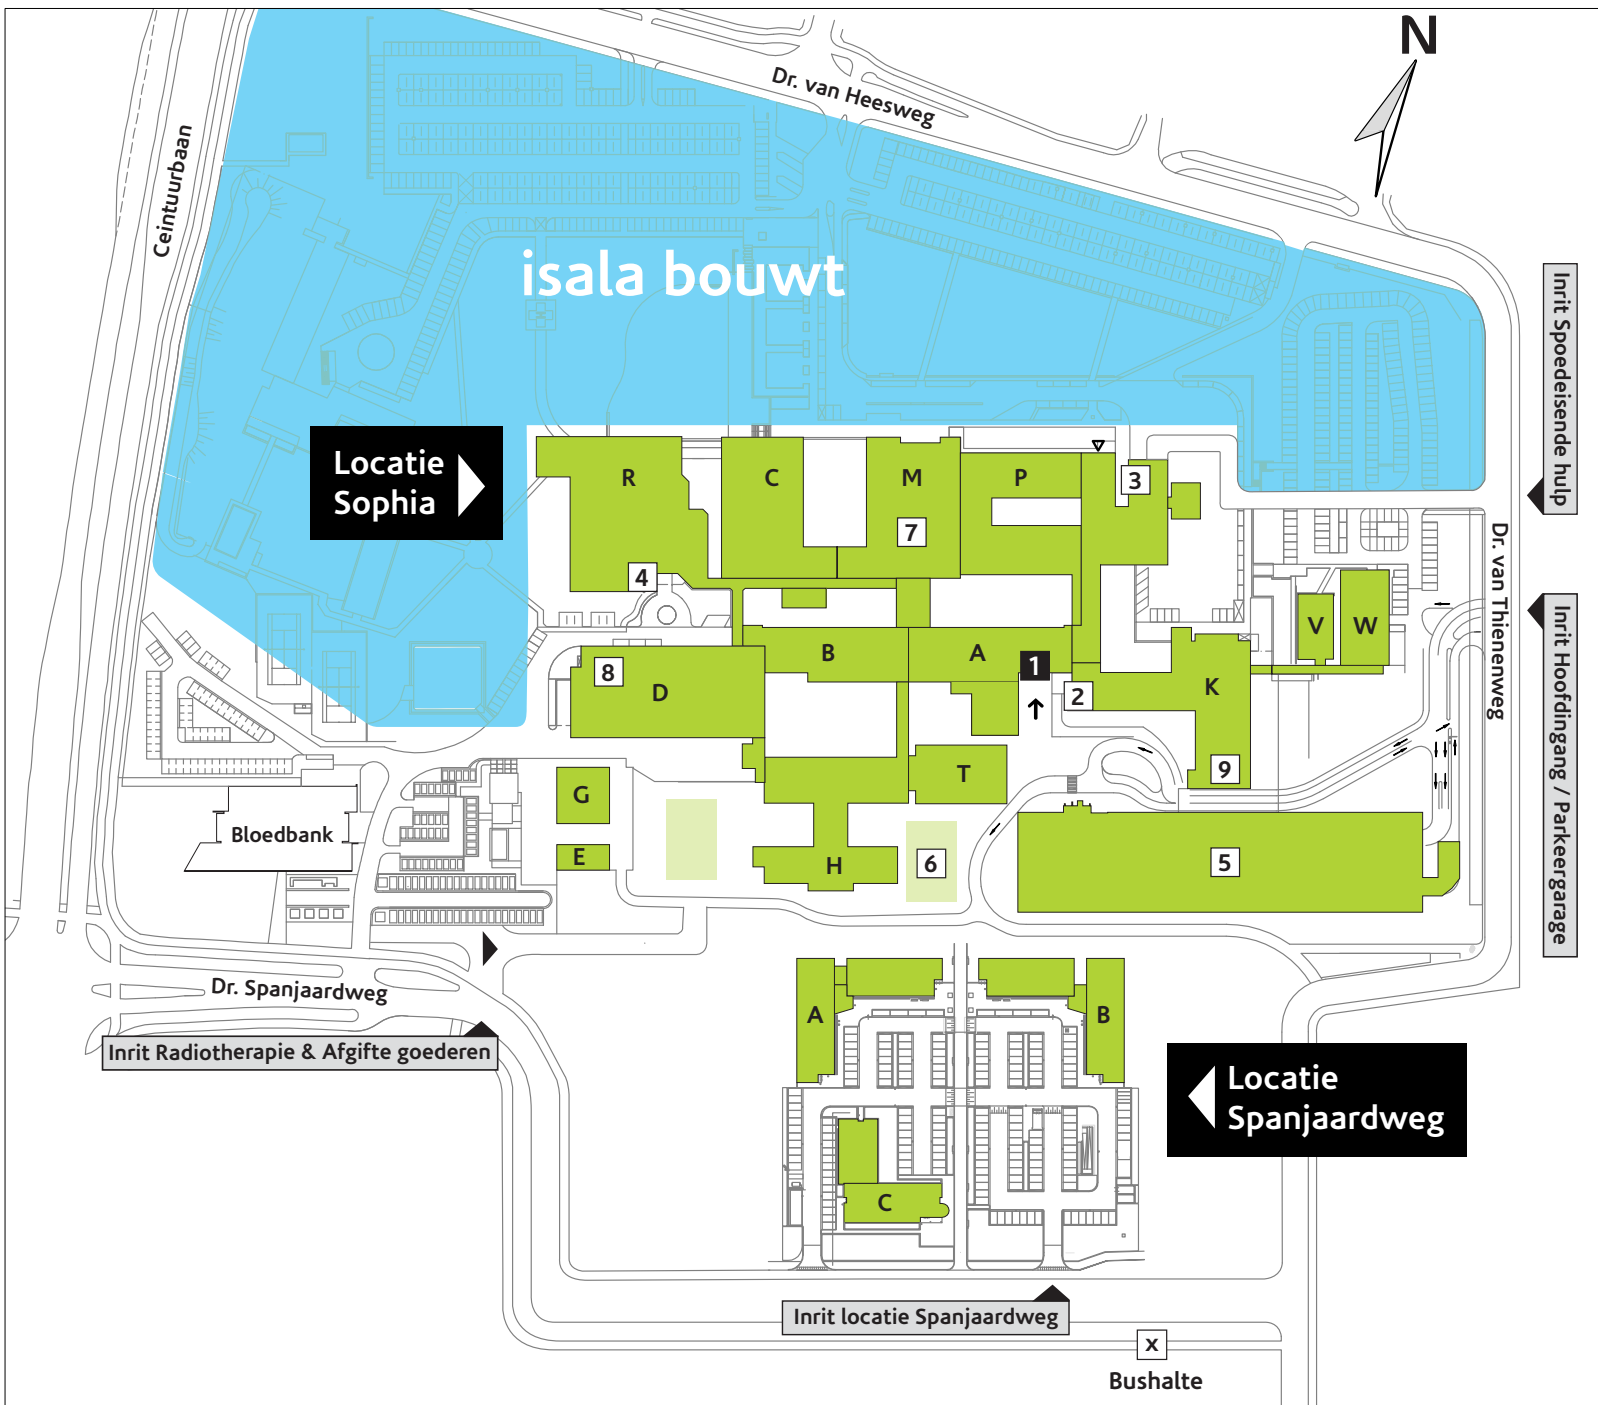 N
Dr. van Heesweg
Ceintuurbaan
isala bouwt
Inrit Spoedeisende hulp
Locatie
Sophia
R
C
M
P
3
7
4
Dr. van Thienenweg
Inrit Hoofdingang / Parkeergarage
V
W
B
A
1
8
D
2
K
T
9
G
Bloedbank
E
H
6
5
Dr. Spanjaardweg
A
B
Inrit Radiotherapie & Afgifte goederen
Locatie
Spanjaardweg
C
Inrit locatie Spanjaardweg
x
Bushalte